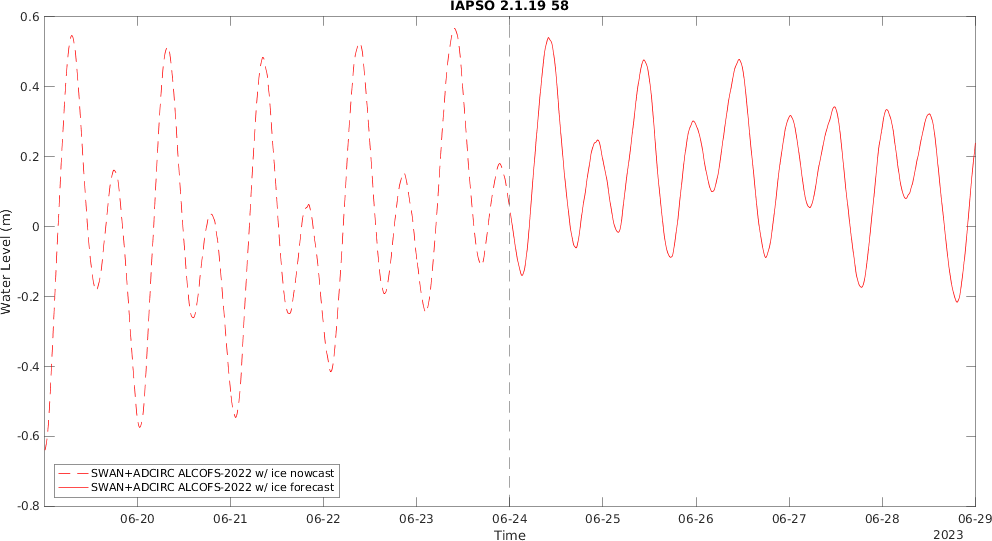 IAPSO 2.1.19 58
0.6
0.4
0.2
0
-0.2
-0.4
-0.6
-0.8
Water Level (m)
SWAN+ADCIRC ALCOFS-2022 w/ ice nowcast
SWAN+ADCIRC ALCOFS-2022 w/ ice forecast
06-20 06-21 06-22 06-23 06-24 06-25 06-26 06-27 06-28 06-29
Time
2023